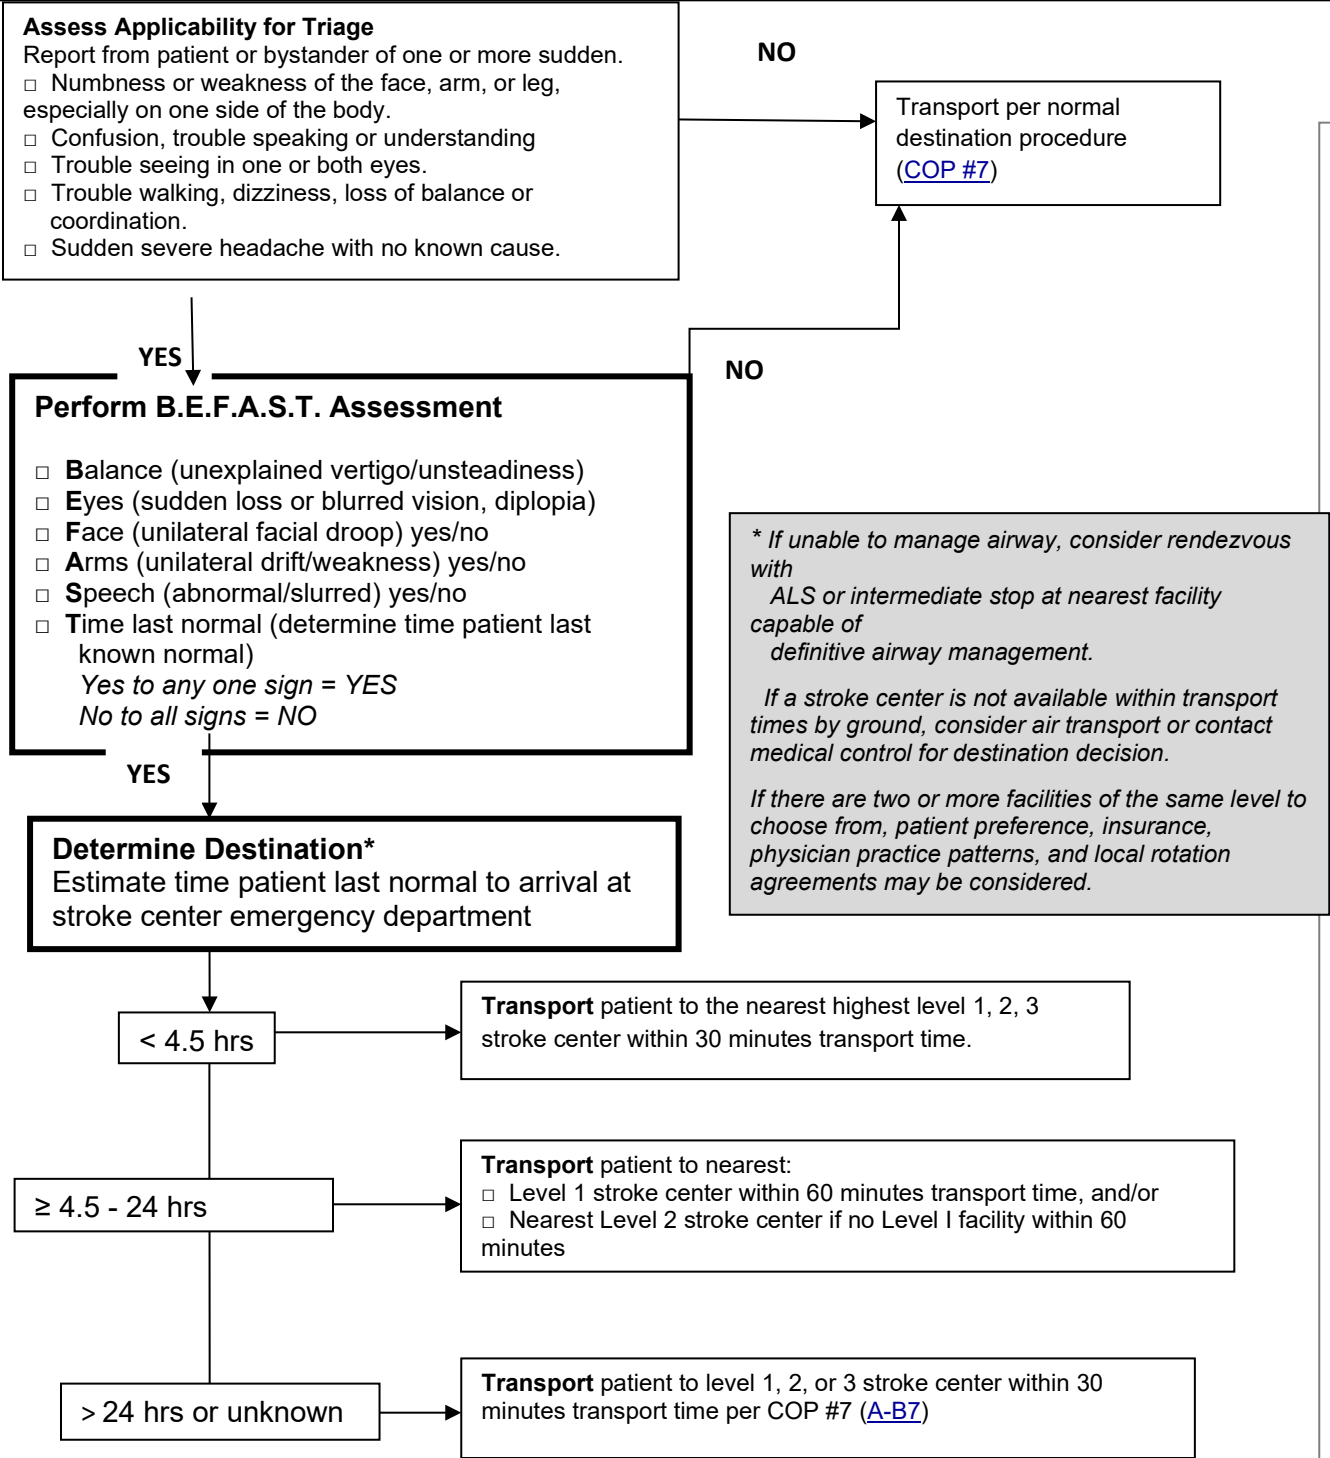 Assess Applicability for Triage
Report from patient or bystander of one or more sudden.
□ Numbness or weakness of the face, arm, or leg,
especially on one side of the body.
□ Confusion, trouble speaking or understanding
□ Trouble seeing in one or both eyes.
□ Trouble walking, dizziness, loss of balance or
coordination.
□ Sudden severe headache with no known cause.
NO
Transport per normal
destination procedure
(COP #7)
YES
NO
Perform B.E.F.A.S.T. Assessment
□ Balance (unexplained vertigo/unsteadiness)
□ Eyes (sudden loss or blurred vision, diplopia)
□ Face (unilateral facial droop) yes/no
□ Arms (unilateral drift/weakness) yes/no
□ Speech (abnormal/slurred) yes/no
□ Time last normal (determine time patient last
known normal)
Yes to any one sign = YES
No to all signs = NO
* If unable to manage airway, consider rendezvous
with
ALS or intermediate stop at nearest facility
capable of
definitive airway management.
If a stroke center is not available within transport
times by ground, consider air transport or contact
medical control for destination decision.
If there are two or more facilities of the same level to
choose from, patient preference, insurance,
physician practice patterns, and local rotation
agreements may be considered.
YES
Determine Destination*
Estimate time patient last normal to arrival at
stroke center emergency department
< 4.5 hrs
Transport patient to the nearest highest level 1, 2, 3
stroke center within 30 minutes transport time.
≥ 4.5 - 24 hrs
Transport patient to nearest:
□ Level 1 stroke center within 60 minutes transport time, and/or
□ Nearest Level 2 stroke center if no Level I facility within 60
minutes
> 24 hrs or unknown
Transport patient to level 1, 2, or 3 stroke center within 30
minutes transport time per COP #7 (A-B7)